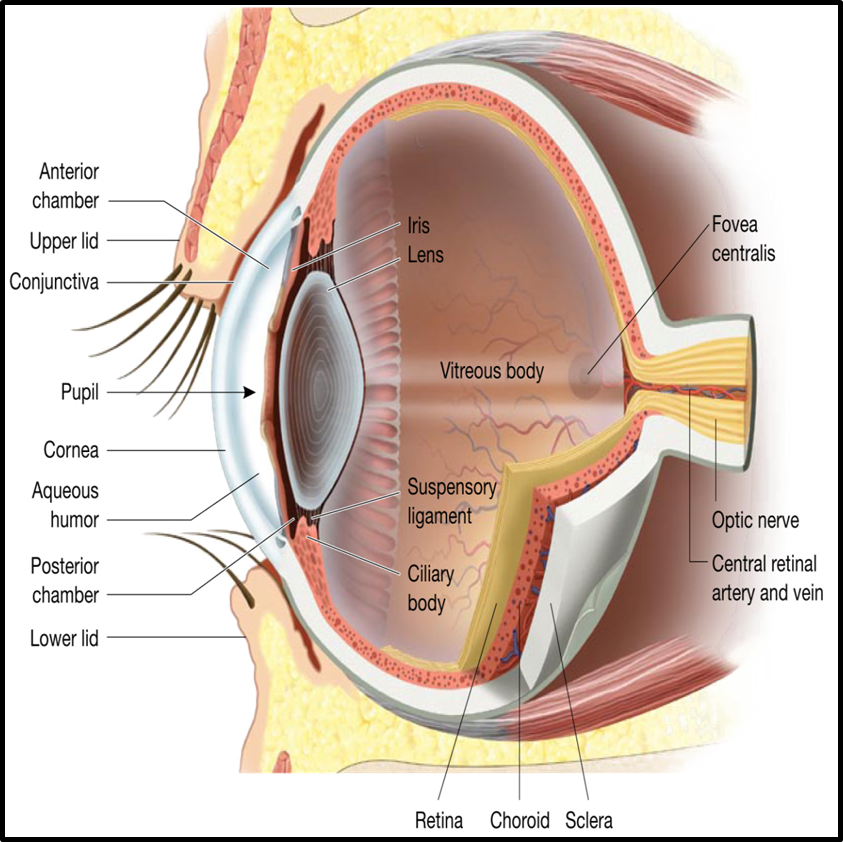 Anterior
chamber
Upper lid
Conjunctiva
Pupil
Cornea
Aqueous
humor
Posterior
chamber
Lower lid
Iris
Lens
Vitreous body
Suspensory
ligament
Ciliary
body
Fovea
centralis
Optic nerve
Central retinal
artery and vein
Retina Choroid Sclera